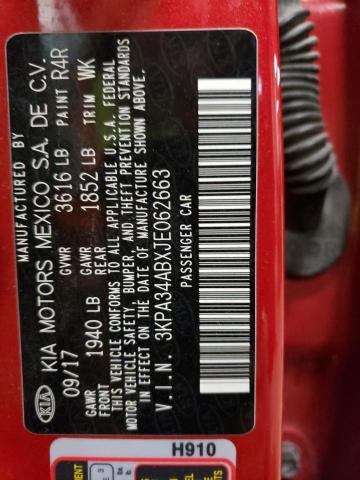 MANUFACTURED BY
KIA KIA MOTORS MEXICO S.A. DE C.V.
09/17 GVWR 3616 LB PAINT R4R
GAWR FRONT 1940 LB GAWR REAR 1852 LB TRIM WK
THIS VEHICLE CONFORMS TO ALL APPLICABLE U.S.A. FEDERAL
MOTOR VEHICLE SAFETY, BUMPER, AND THEFT PREVENTION STANDARDS
IN EFFECT ON THE DATE OF MANUFACTURE SHOWN ABOVE.
V.I.N. 3KPA34ABXJE062663
PASSENGER CAR
H910